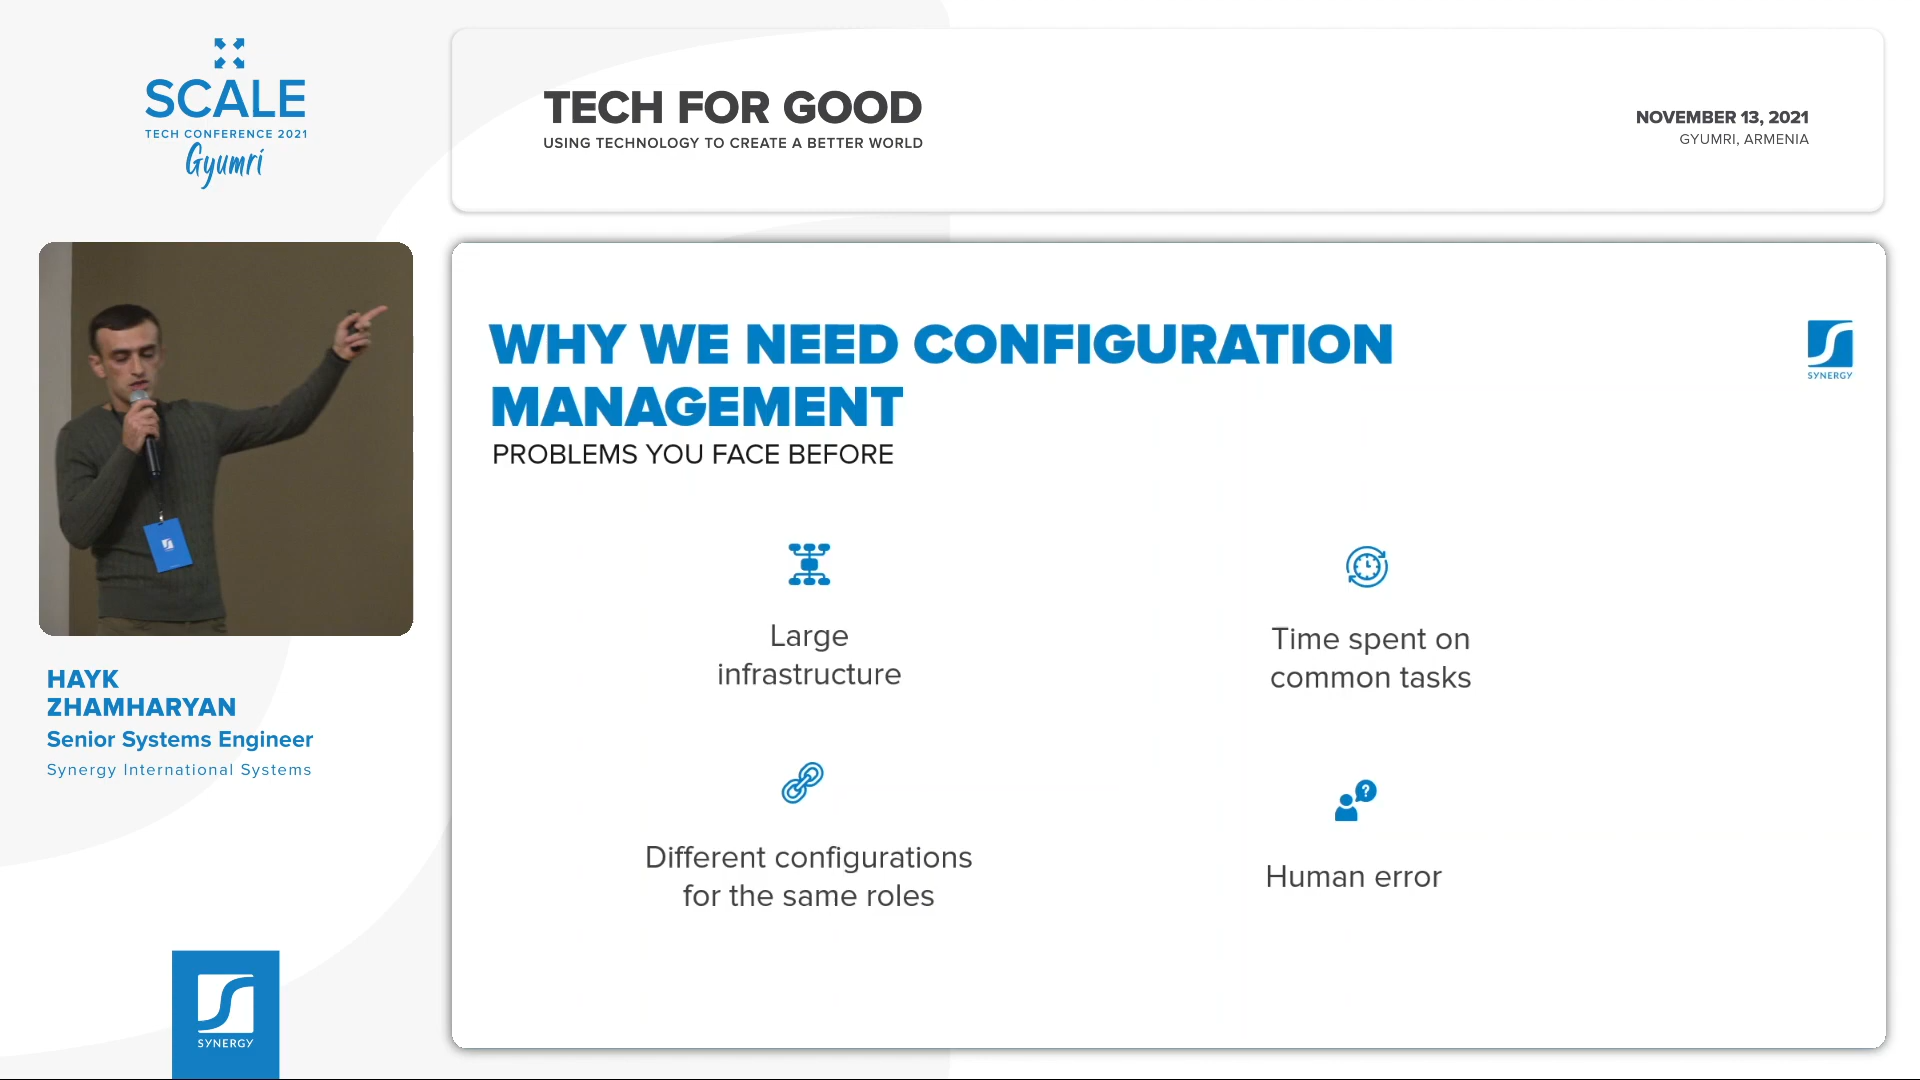 SCALE
TECH CONFERENCE 2021
Gyumri
TECH FOR GOOD
USING TECHNOLOGY TO CREATE A BETTER WORLD
NOVEMBER 13, 2021
GYUMRI, ARMENIA
WHY WE NEED CONFIGURATION
MANAGEMENT
PROBLEMS YOU FACE BEFORE
SYNERGY
Large
infrastructure
Time spent on
common tasks
Different configurations
for the same roles
?
Human error
HAYK
ZHAMHARYAN
Senior Systems Engineer
Synergy International Systems
SYNERGY